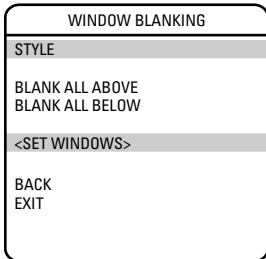 WINDOW BLANKING
STYLE
BLANK ALL ABOVE
BLANK ALL BELOW
<SET WINDOWS>
BACK
EXIT